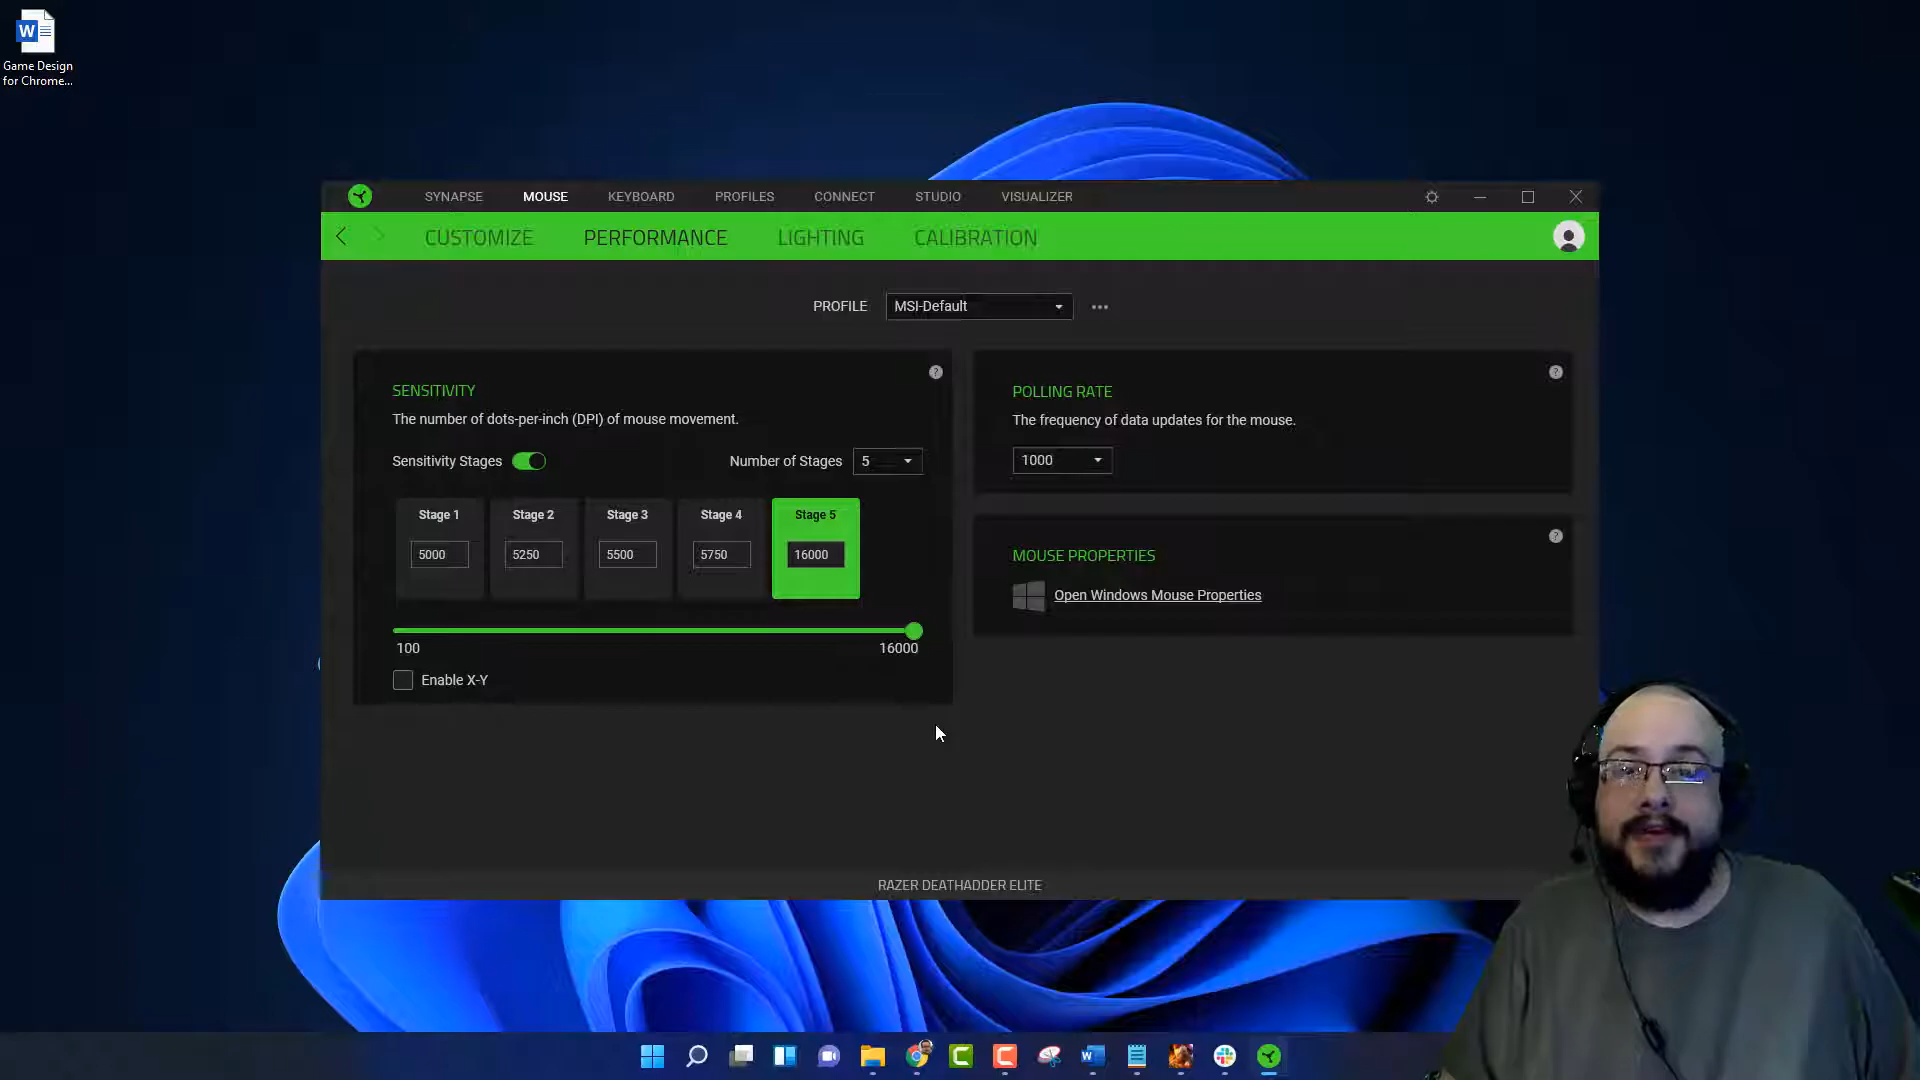 Game Design
for Chrome...
SYNAPSE MOUSE KEYBOARD PROFILES CONNECT STUDIO VISUALIZER
CUSTOMIZE PERFORMANCE LIGHTING CALIBRATION
PROFILE MSI-Default
SENSITIVITY
The number of dots-per-inch (DPI) of mouse movement.
Sensitivity Stages Number of Stages 5
Stage 1 Stage 2 Stage 3 Stage 4 Stage 5
5000 5250 5500 5750 16000
100 16000
Enable X-Y
POLLING RATE
The frequency of data updates for the mouse.
1000
MOUSE PROPERTIES
Open Windows Mouse Properties
RAZER DEATHADDER ELITE